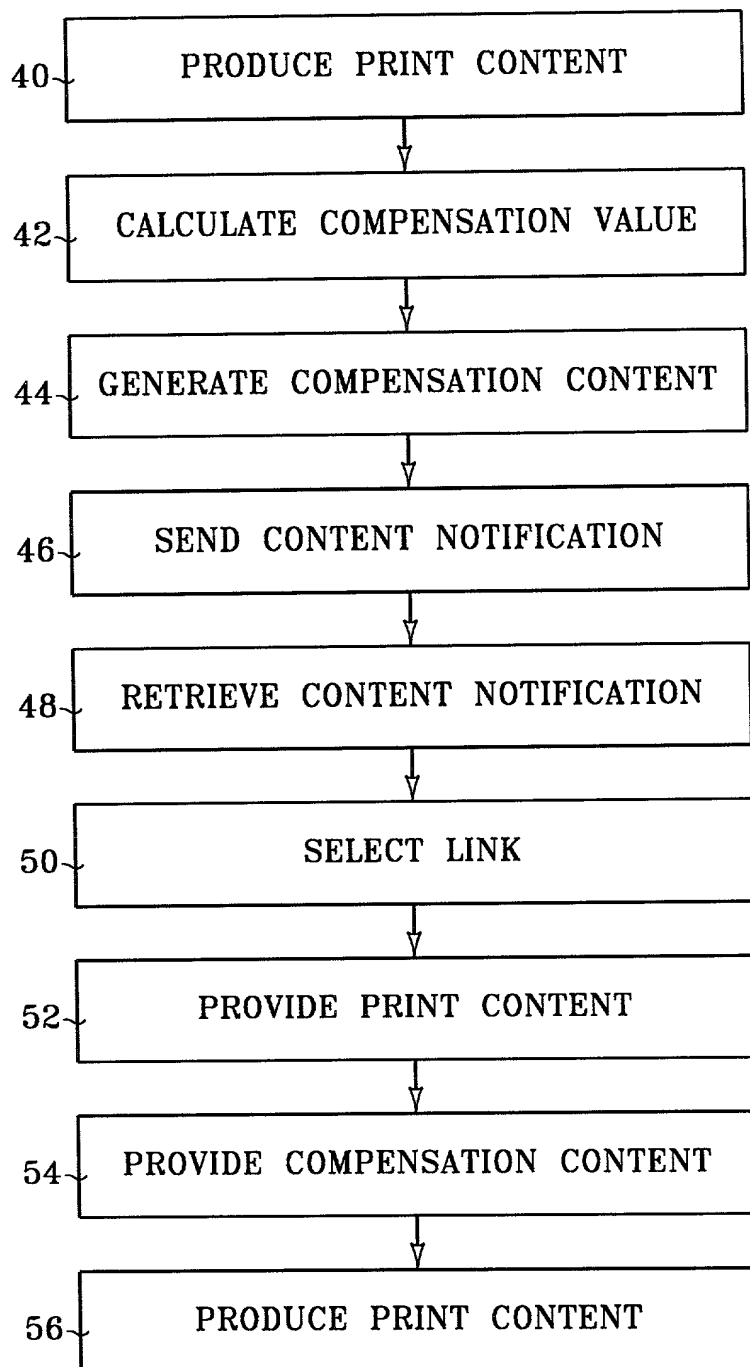 40 PRODUCE PRINT CONTENT
42 CALCULATE COMPENSATION VALUE
44 GENERATE COMPENSATION CONTENT
46 SEND CONTENT NOTIFICATION
48 RETRIEVE CONTENT NOTIFICATION
50 SELECT LINK
52 PROVIDE PRINT CONTENT
54 PROVIDE COMPENSATION CONTENT
56 PRODUCE PRINT CONTENT